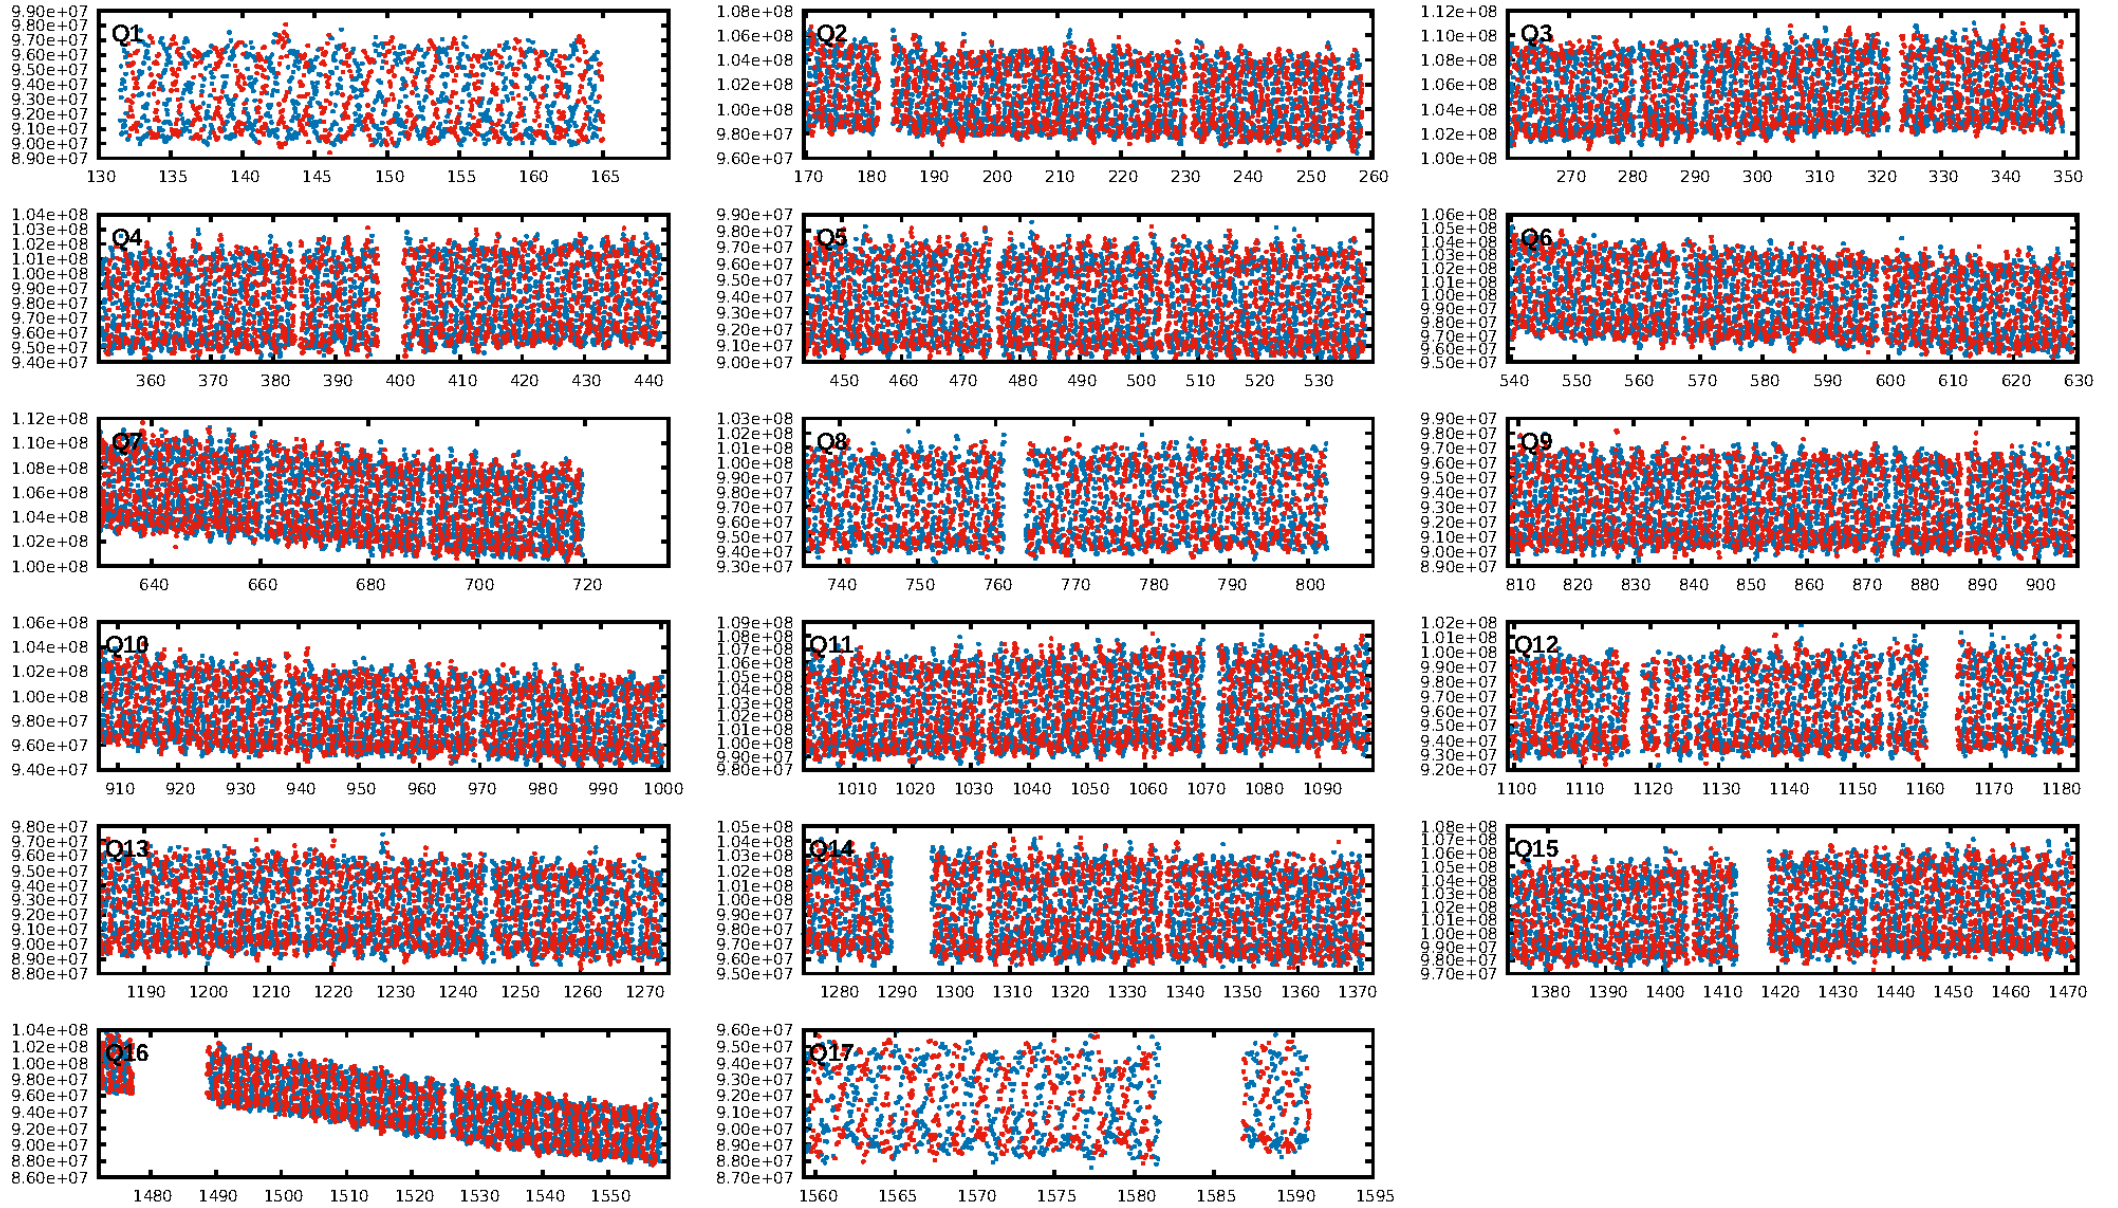 9.90e+07 9.80e+07 9.70e+07 9.60e+07 9.50e+07 9.40e+07 9.30e+07 9.20e+07 9.10e+07 9.00e+07 8.90e+07
Q1
130 135 140 145 150 155 160 165
1.08e+08 1.06e+08 1.04e+08 1.02e+08 1.00e+08 9.80e+07 9.60e+07
Q2
170 180 190 200 210 220 230 240 250 260
1.12e+08 1.10e+08 1.08e+08 1.06e+08 1.04e+08 1.02e+08 1.00e+08
Q3
270 280 290 300 310 320 330 340 350
1.04e+08 1.03e+08 1.02e+08 1.01e+08 1.00e+08 9.90e+07 9.80e+07 9.70e+07 9.60e+07 9.50e+07 9.40e+07
Q4
360 370 380 390 400 410 420 430 440
9.90e+07 9.80e+07 9.70e+07 9.60e+07 9.50e+07 9.40e+07 9.30e+07 9.20e+07 9.10e+07 9.00e+07
Q5
450 460 470 480 490 500 510 520 530
1.06e+08 1.05e+08 1.04e+08 1.03e+08 1.02e+08 1.01e+08 1.00e+08 9.90e+07 9.80e+07 9.70e+07 9.60e+07 9.50e+07
Q6
540 550 560 570 580 590 600 610 620 630
1.12e+08 1.10e+08 1.08e+08 1.06e+08 1.04e+08 1.02e+08 1.00e+08
Q7
640 660 680 700 720
1.03e+08 1.02e+08 1.01e+08 1.00e+08 9.90e+07 9.80e+07 9.70e+07 9.60e+07 9.50e+07 9.40e+07 9.30e+07
Q8
740 750 760 770 780 790 800
9.90e+07 9.80e+07 9.70e+07 9.60e+07 9.50e+07 9.40e+07 9.30e+07 9.20e+07 9.10e+07 9.00e+07 8.90e+07
Q9
810 820 830 840 850 860 870 880 890 900
1.06e+08 1.04e+08 1.02e+08 1.00e+08 9.80e+07 9.60e+07 9.40e+07
Q10
910 920 930 940 950 960 970 980 990 1000
1.09e+08 1.08e+08 1.07e+08 1.06e+08 1.05e+08 1.04e+08 1.03e+08 1.02e+08 1.01e+08 1.00e+08 9.90e+07 9.80e+07
Q11
1010 1020 1030 1040 1050 1060 1070 1080 1090
1.02e+08 1.01e+08 1.00e+08 9.90e+07 9.80e+07 9.70e+07 9.60e+07 9.50e+07 9.40e+07 9.30e+07 9.20e+07
Q12
1100 1110 1120 1130 1140 1150 1160 1170 1180
9.80e+07 9.70e+07 9.60e+07 9.50e+07 9.40e+07 9.30e+07 9.20e+07 9.10e+07 9.00e+07 8.90e+07 8.80e+07
Q13
1190 1200 1210 1220 1230 1240 1250 1260 1270
1.05e+08 1.04e+08 1.03e+08 1.02e+08 1.01e+08 1.00e+08 9.90e+07 9.80e+07 9.70e+07 9.60e+07 9.50e+07
Q14
1280 1290 1300 1310 1320 1330 1340 1350 1360 1370
1.08e+08 1.07e+08 1.06e+08 1.05e+08 1.04e+08 1.03e+08 1.02e+08 1.01e+08 1.00e+08 9.90e+07 9.80e+07 9.70e+07
Q15
1380 1390 1400 1410 1420 1430 1440 1450 1460 1470
1.04e+08 1.02e+08 1.00e+08 9.80e+07 9.60e+07 9.40e+07 9.20e+07 9.00e+07 8.80e+07 8.60e+07
Q16
1480 1490 1500 1510 1520 1530 1540 1550
9.60e+07 9.50e+07 9.40e+07 9.30e+07 9.20e+07 9.10e+07 9.00e+07 8.90e+07 8.80e+07 8.70e+07
Q17
1560 1565 1570 1575 1580 1585 1590 1595